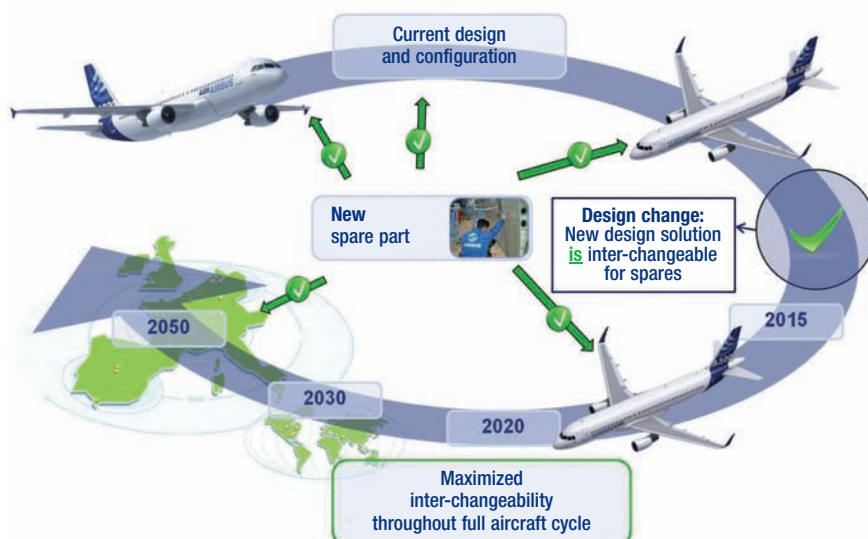 Current design
and configuration
AIRBUS
New
spare part
Design change:
New design solution
is inter-changeable
for spares
2015
2020
2030
2050
Maximized
inter-changeability
throughout full aircraft cycle